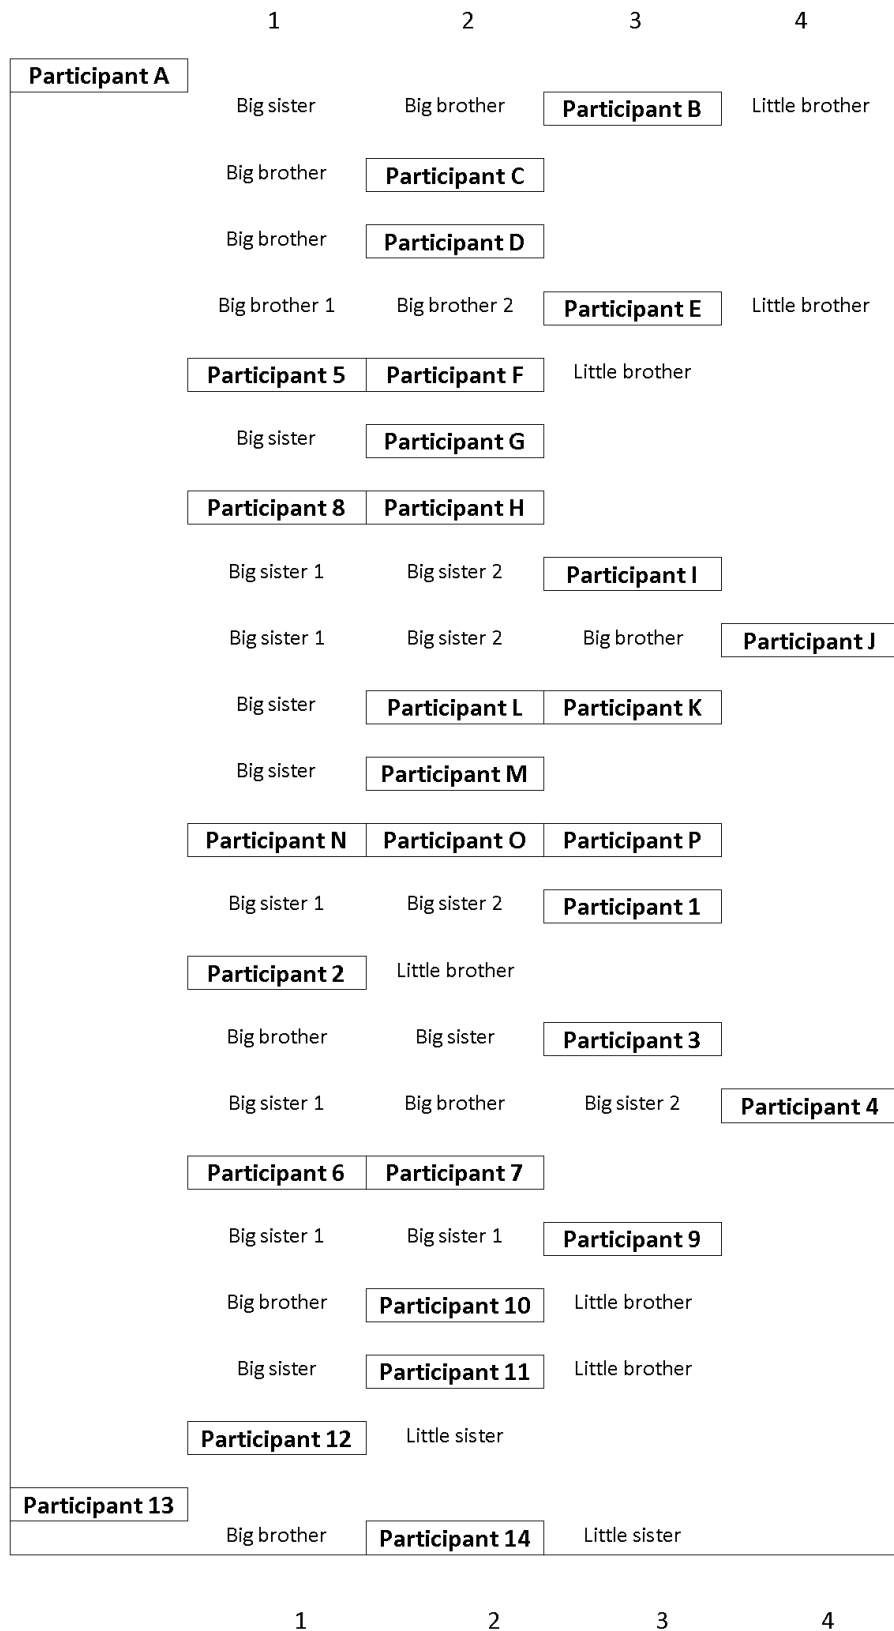 1 2 3 4
Participant A
Big sister Big brother Participant B Little brother
Big brother Participant C
Big brother Participant D
Big brother 1 Big brother 2 Participant E Little brother
Participant 5 Participant F Little brother
Big sister Participant G
Participant 8 Participant H
Big sister 1 Big sister 2 Participant I
Big sister 1 Big sister 2 Big brother Participant J
Big sister Participant L Participant K
Big sister Participant M
Participant N Participant O Participant P
Big sister 1 Big sister 2 Participant 1
Participant 2 Little brother
Big brother Big sister Participant 3
Big sister 1 Big brother Big sister 2 Participant 4
Participant 6 Participant 7
Big sister 1 Big sister 1 Participant 9
Big brother Participant 10 Little brother
Big sister Participant 11 Little brother
Participant 12 Little sister
Participant 13
Big brother Participant 14 Little sister
1 2 3 4